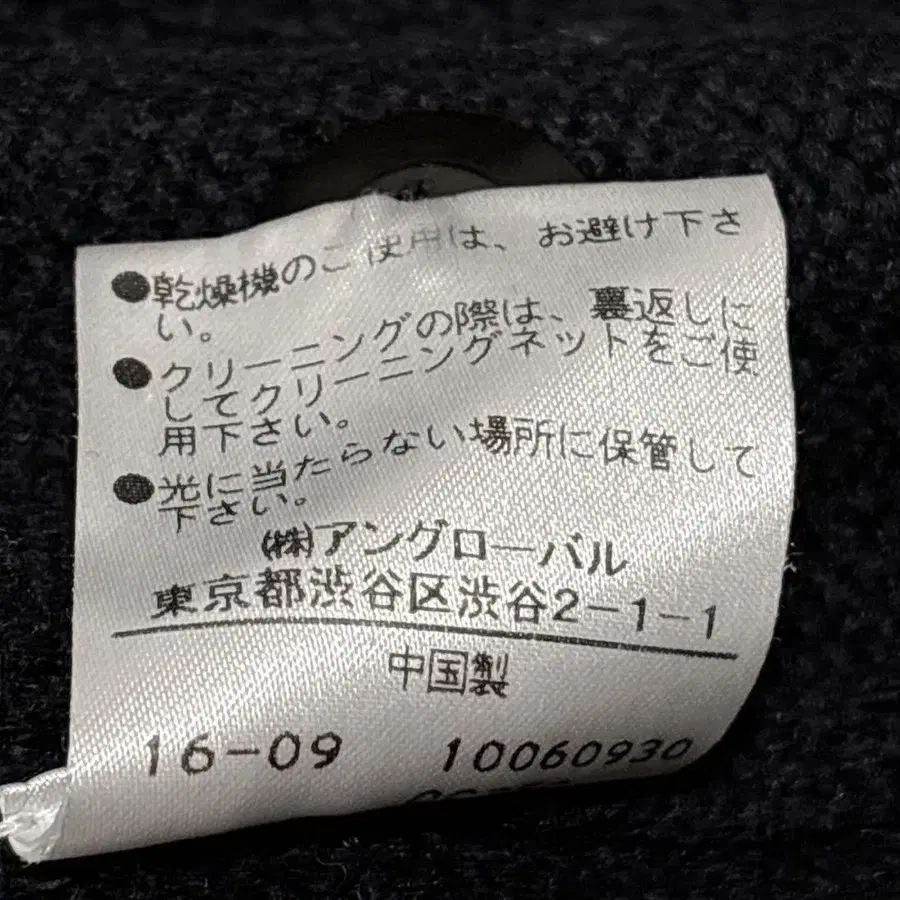 ●乾燥機のご使用は、お避け下さ
い。
●クリーニングの際は、裏返しに
してクリーニングネットをご使
用下さい。
●光に当たらない場所に保管して
下さい。
(株)アングローバル
東京都渋谷区渋谷2-1-1
中国製
16-09 10060930